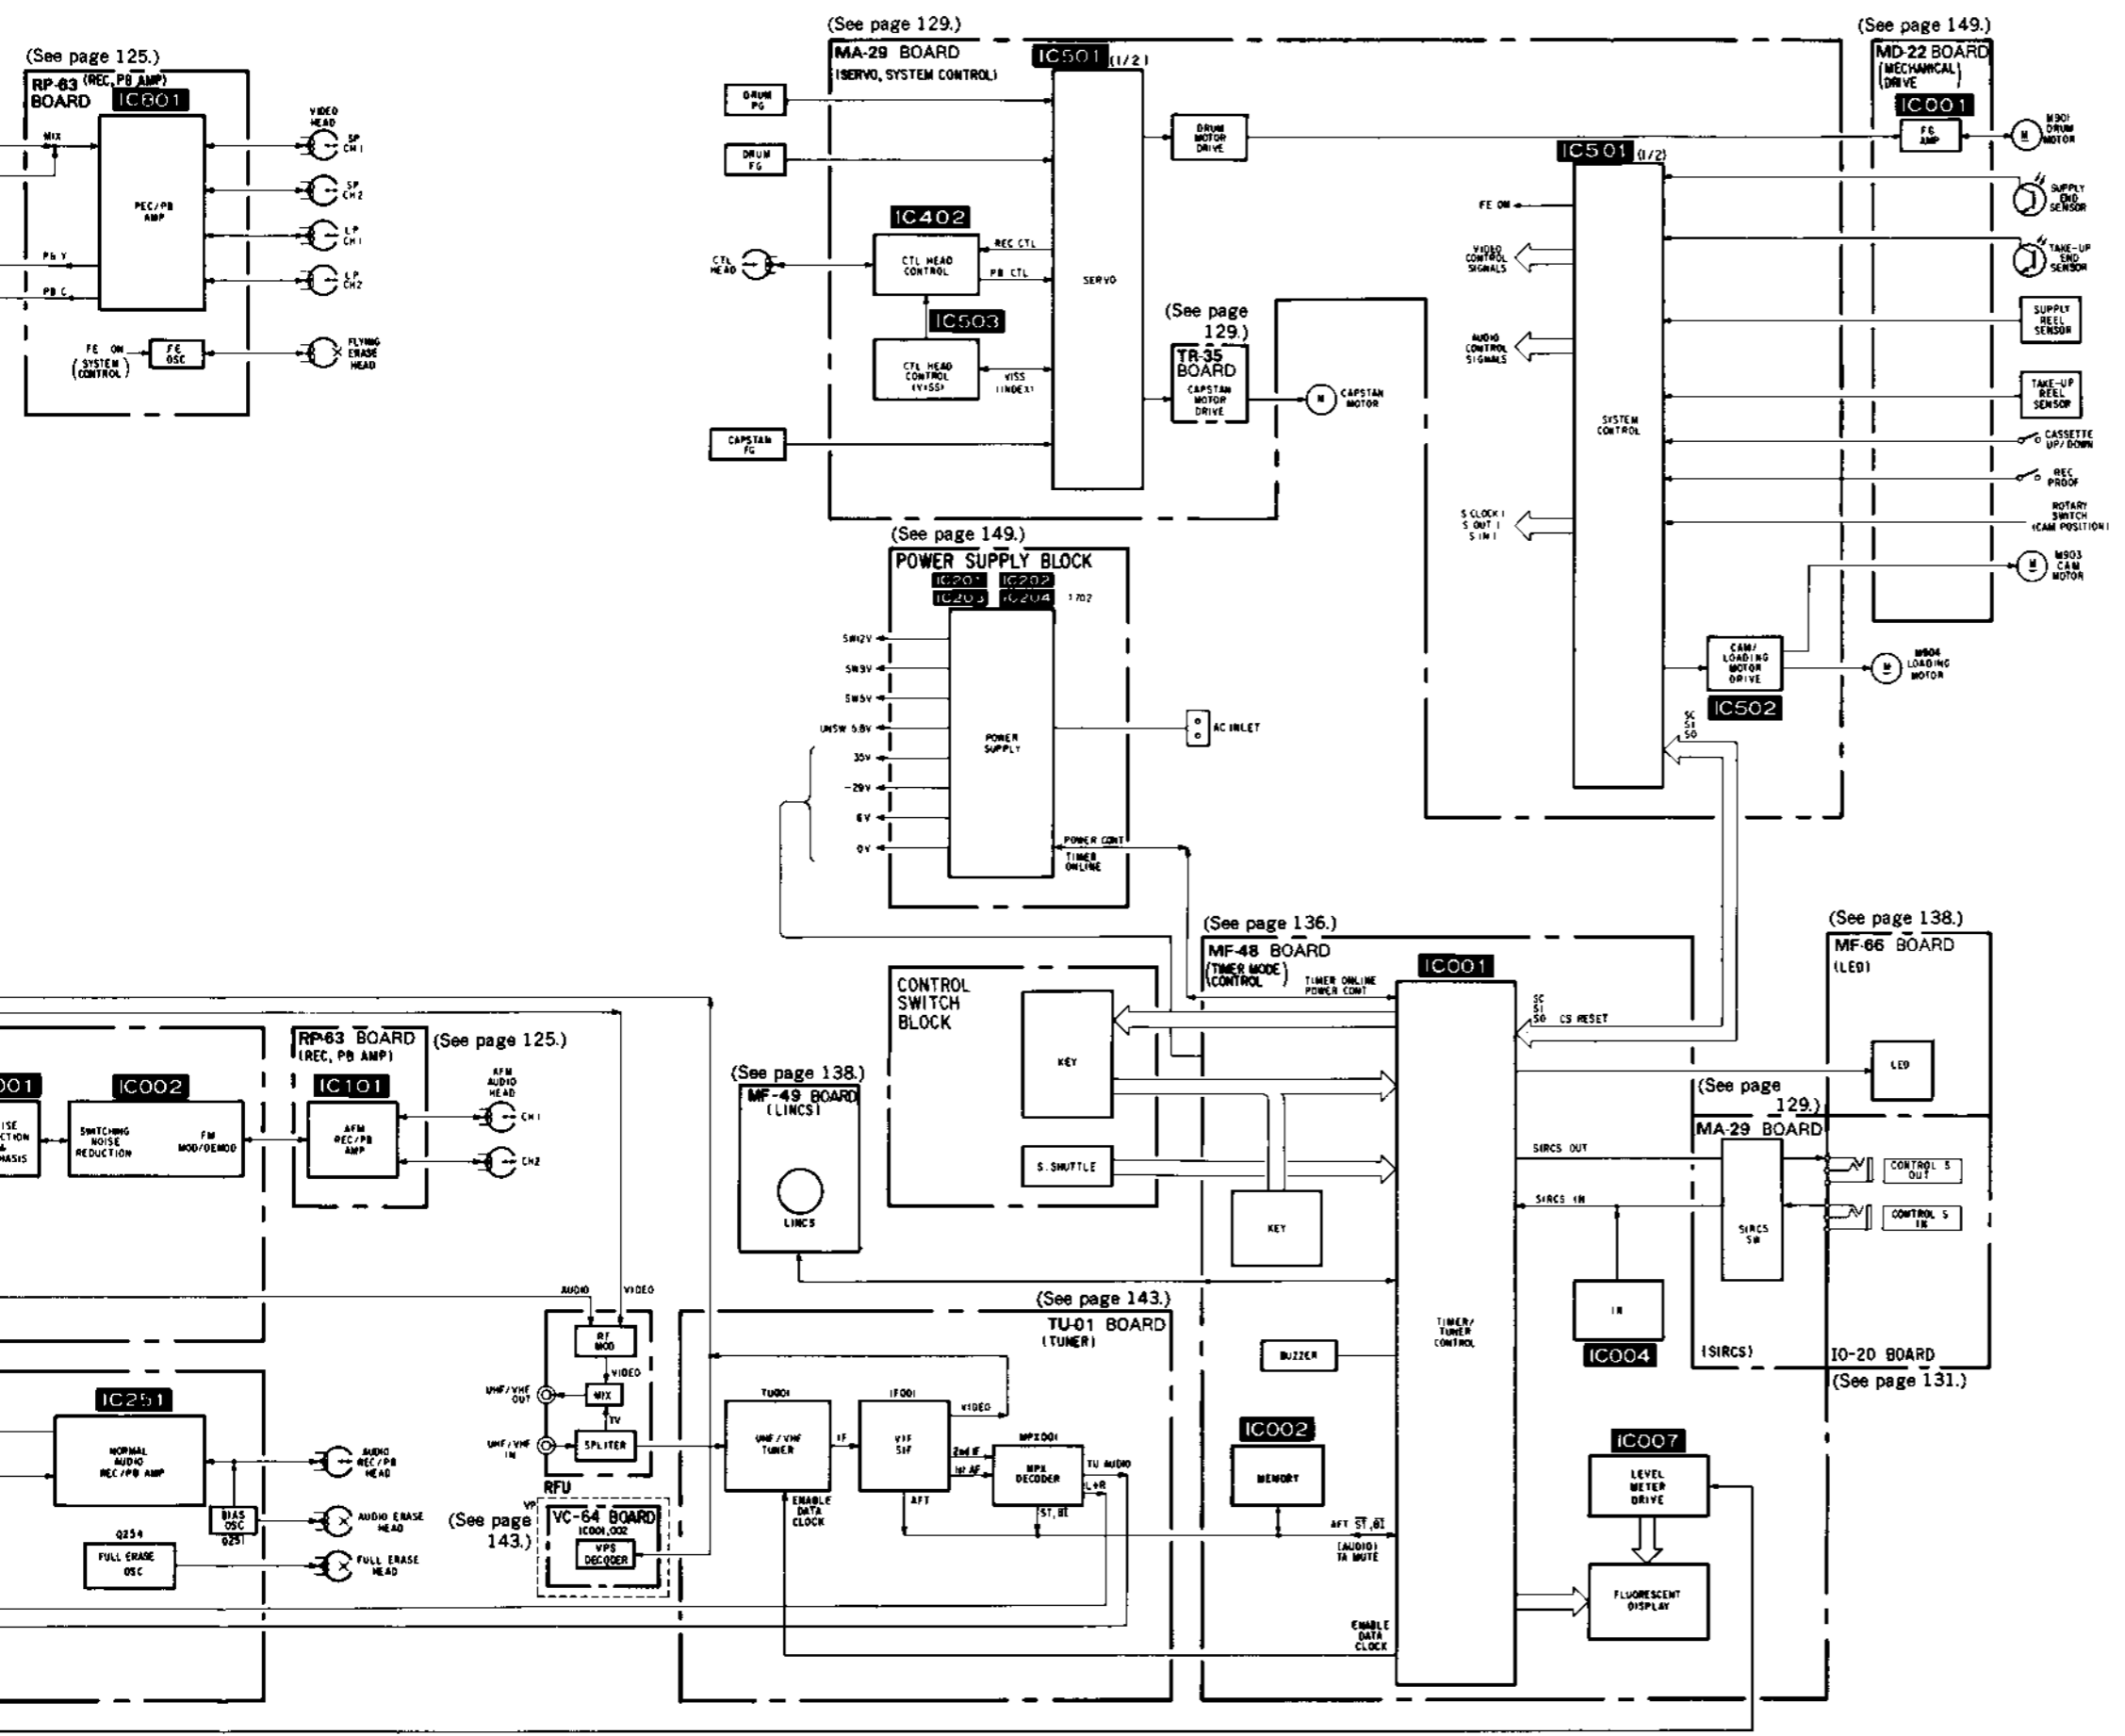 (See page 125.)
RP-63 (REC, PB AMP)
BOARD
IC801
MIX
REC/PB
AMP
PB Y
PB C
VIDEO
HEAD
SP
CH1
SP
CH2
LP
CH1
LP
CH2
FE ON
(SYSTEM
CONTROL)
FE
OSC
FLYING
ERASE
HEAD
(See page 129.)
MA-29 BOARD
(SERVO, SYSTEM CONTROL)
IC501 (1/2)
DRUM
PG
DRUM
FG
CTL
HEAD
IC402
CTL HEAD
CONTROL
REC CTL
PB CTL
IC503
CTL HEAD
CONTROL
(VISS)
VISS
(INDEX)
CAPSTAN
FG
SERVO
DRUM
MOTOR
DRIVE
(See page
129.)
TR-35
BOARD
CAPSTAN
MOTOR
DRIVE
M
CAPSTAN
MOTOR
IC501 (1/2)
FE ON
VIDEO
CONTROL
SIGNALS
AUDIO
CONTROL
SIGNALS
SYSTEM
CONTROL
S CLOCK 1
S OUT 1
S IN 1
(See page 149.)
MD-22 BOARD
(MECHANICAL)
DRIVE
IC001
FG
AMP
M
M901
DRUM
MOTOR
SUPPLY
END
SENSOR
TAKE-UP
END
SENSOR
SUPPLY
REEL
SENSOR
TAKE-UP
REEL
SENSOR
CASSETTE
UP/DOWN
REC
PROOF
ROTARY
SWITCH
(CAM POSITION)
M
M903
CAM
MOTOR
CAM/
LOADING
MOTOR
DRIVE
IC502
M
M904
LOADING
MOTOR
SC
SI
SO
(See page 149.)
POWER SUPPLY BLOCK
IC201 IC202
IC203 IC204
SW12V
SW9V
SW5V
UNSW 5.8V
35V
-29V
6V
0V
POWER
SUPPLY
AC INLET
POWER CONT
TIMER
ONLINE
(See page 136.)
MF-48 BOARD
(TIMER MODE)
CONTROL
TIMER ONLINE
POWER CONT
IC001
SC
SI
SO CS RESET
(See page 138.)
MF-66 BOARD
(LED)
LED
CONTROL
SWITCH
BLOCK
KEY
S.SHUTTLE
KEY
(See page 138.)
MF-49 BOARD
(LINCS)
LINCS
(See page
129.)
MA-29 BOARD
SIRCS OUT
SIRCS IN
SIRCS
SW
CONTROL S
OUT
CONTROL S
IN
IN
IC004
(SIRCS)
IO-20 BOARD
(See page 131.)
TIMER/
TUNER
CONTROL
BUZZER
IC002
MEMORY
IC007
LEVEL
METER
DRIVE
FLUORESCENT
DISPLAY
AFT ST,BI
(AUDIO)
TA MUTE
ENABLE
DATA
CLOCK
001
IC002
SWITCHING
NOISE
REDUCTION
FM
MOD/DEMOD
RP-63 BOARD
(REC, PB AMP)
(See page 125.)
IC101
AFM
REC/PB
AMP
AFM
AUDIO
HEAD
CH1
CH2
AUDIO
VIDEO
RF
MOD
VIDEO
MIX
TV
SPLITER
UHF/VHF
OUT
UHF/VHF
IN
RFU
(See page
143.)
VP
VC-64 BOARD
IC001,002
VPS
DECODER
(See page 143.)
TU-01 BOARD
(TUNER)
TU001
UHF/VHF
TUNER
IF
IF001
VIF
SIF
VIDEO
2nd IF
1st AF
MPX001
MPX
DECODER
TU AUDIO
L+R
AFT
ST,BI
ENABLE
DATA
CLOCK
IC251
NORMAL
AUDIO
REC/PB AMP
AUDIO
REC/PB
HEAD
BIAS
OSC
Q251
AUDIO ERASE
HEAD
Q254
FULL ERASE
OSC
FULL ERASE
HEAD